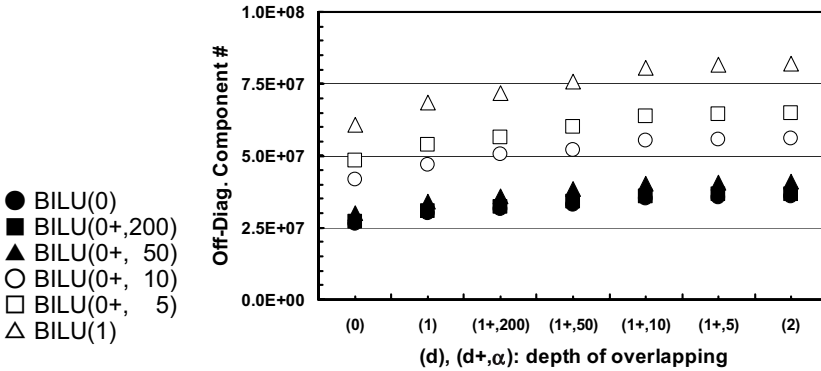 1.0E+08
7.5E+07
5.0E+07
2.5E+07
0.0E+00
Off-Diag. Component #
(0) (1) (1+,200) (1+,50) (1+,10) (1+,5) (2)
(d), (d+,α): depth of overlapping
BILU(0)
BILU(0+,200)
BILU(0+, 50)
BILU(0+, 10)
BILU(0+, 5)
BILU(1)